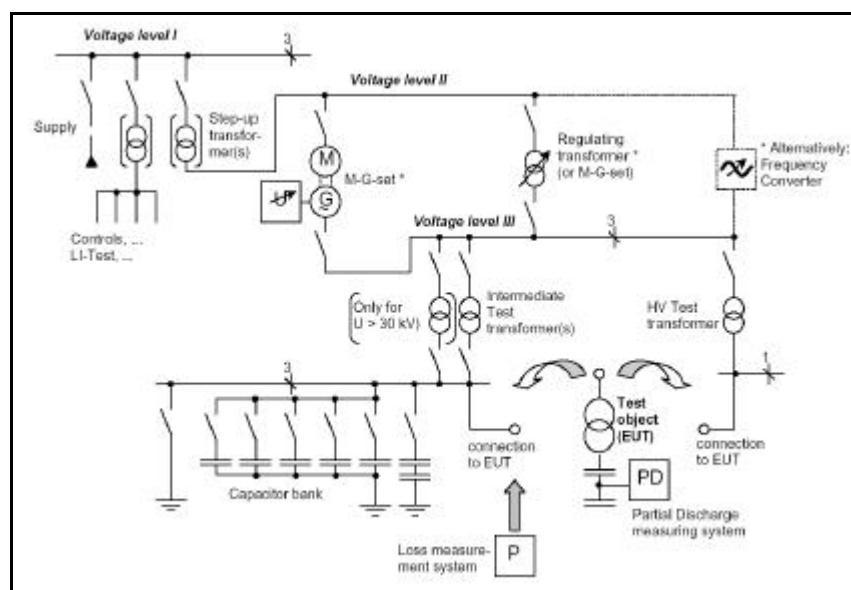 Voltage level I
3
Voltage level II
Supply
Step-up
transfor-
mer(s)
M
G
M-G-set *
U
Regulating
transformer *
(or M-G-set)
* Alternatively:
Frequency
Converter
Controls, ...
LI-Test, ...
Voltage level III
3
(Only for
U > 30 kV)
Intermediate
Test
transformer(s)
HV Test
transformer
3
1
Test
object
(EUT)
connection
to EUT
connection
to EUT
Capacitor bank
PD
Partial Discharge
measuring system
Loss measure-
ment system
P